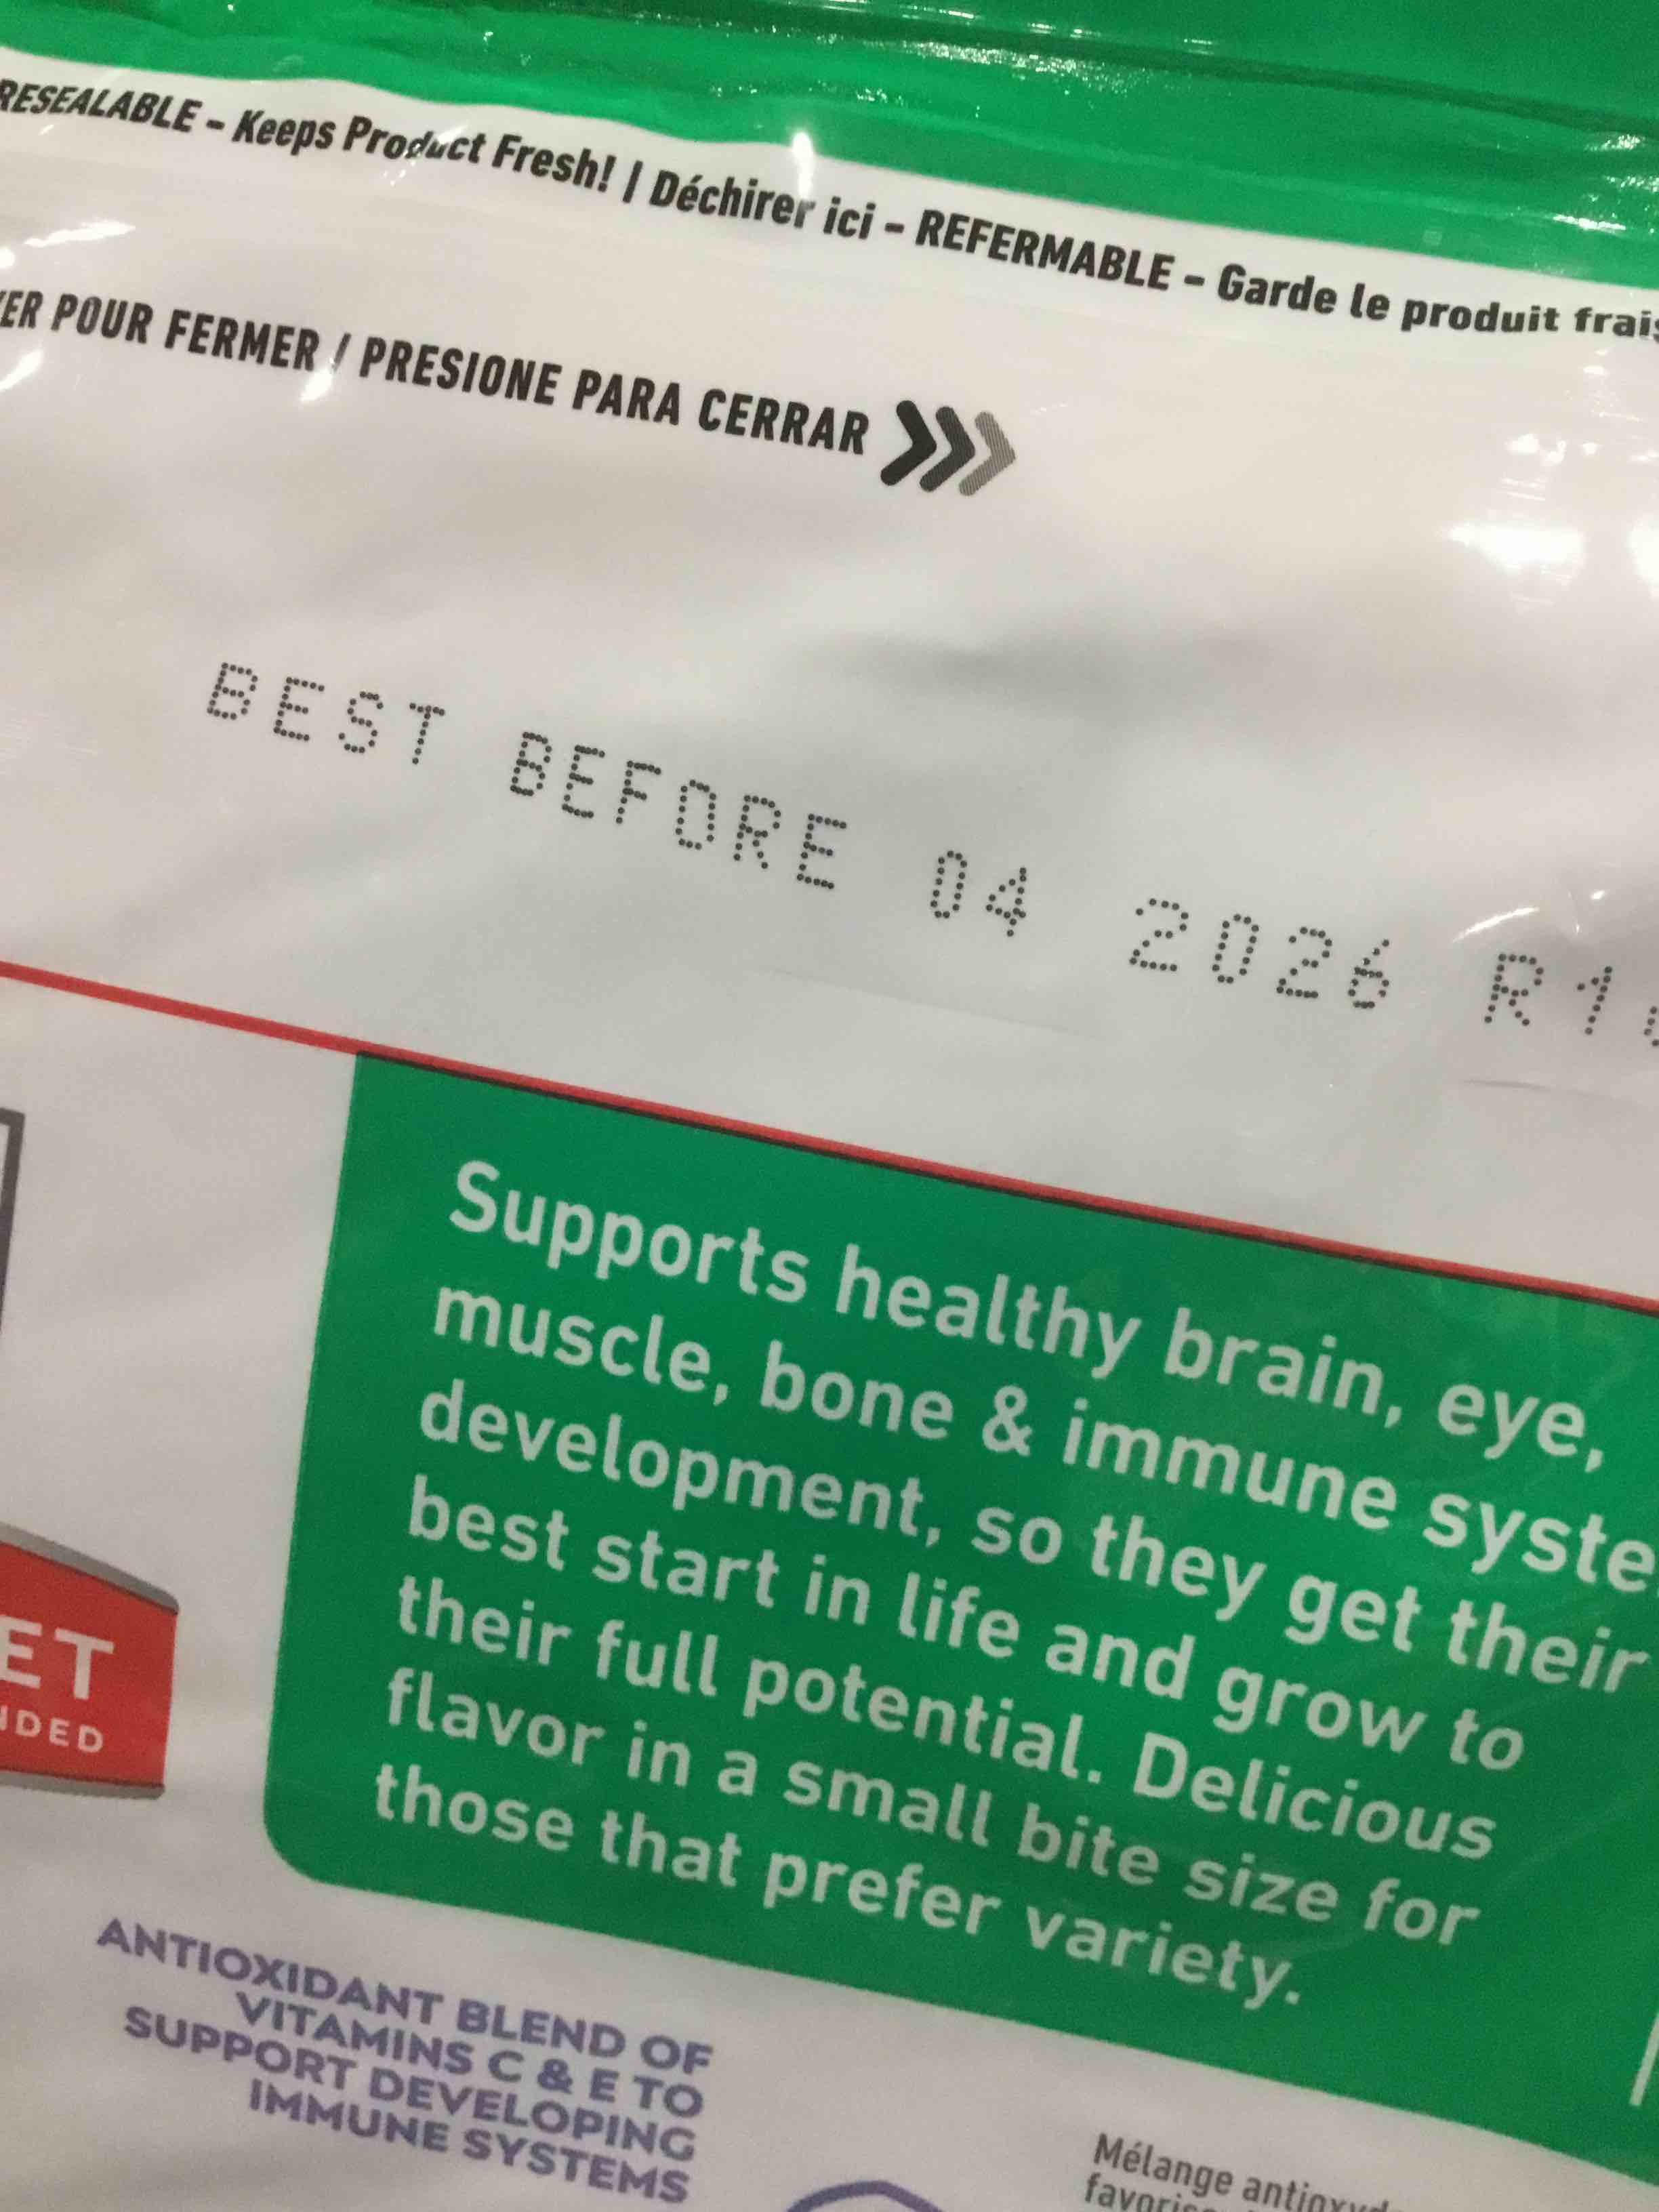 RESEALABLE – Keeps Product Fresh! | Déchirer ici – REFERMABLE – Garde le produit frais
POUR FERMER / PRESIONE PARA CERRAR
BEST BEFORE 04 2026 R1
Supports healthy brain, eye,
muscle, bone & immune syste
development, so they get their
best start in life and grow to
their full potential. Delicious
flavor in a small bite size for
those that prefer variety.
ET
NDED
ANTIOXIDANT BLEND OF
VITAMINS C & E TO
SUPPORT DEVELOPING
IMMUNE SYSTEMS
Mélange antioxyd
favoris